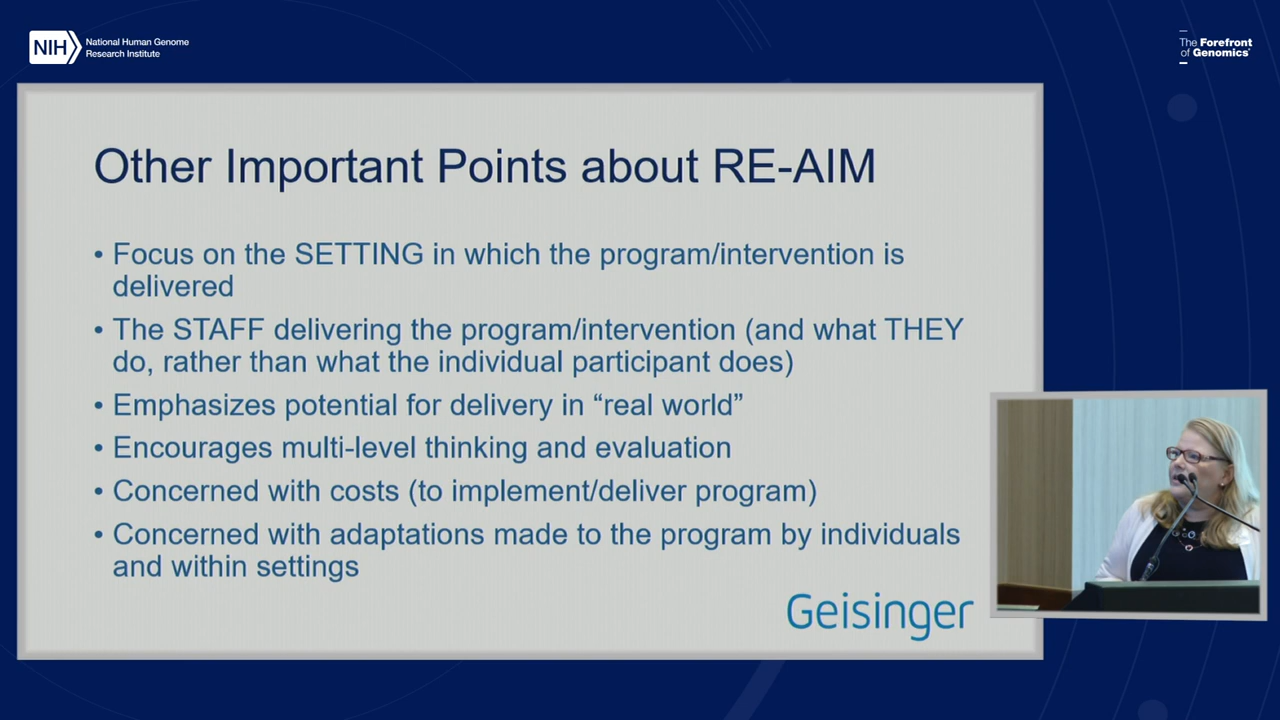 NIH
National Human Genome
Research Institute
The Forefront
of Genomics®
Other Important Points about RE-AIM
• Focus on the SETTING in which the program/intervention is
delivered
• The STAFF delivering the program/intervention (and what THEY
do, rather than what the individual participant does)
• Emphasizes potential for delivery in “real world”
• Encourages multi-level thinking and evaluation
• Concerned with costs (to implement/deliver program)
• Concerned with adaptations made to the program by individuals
and within settings
Geisinger